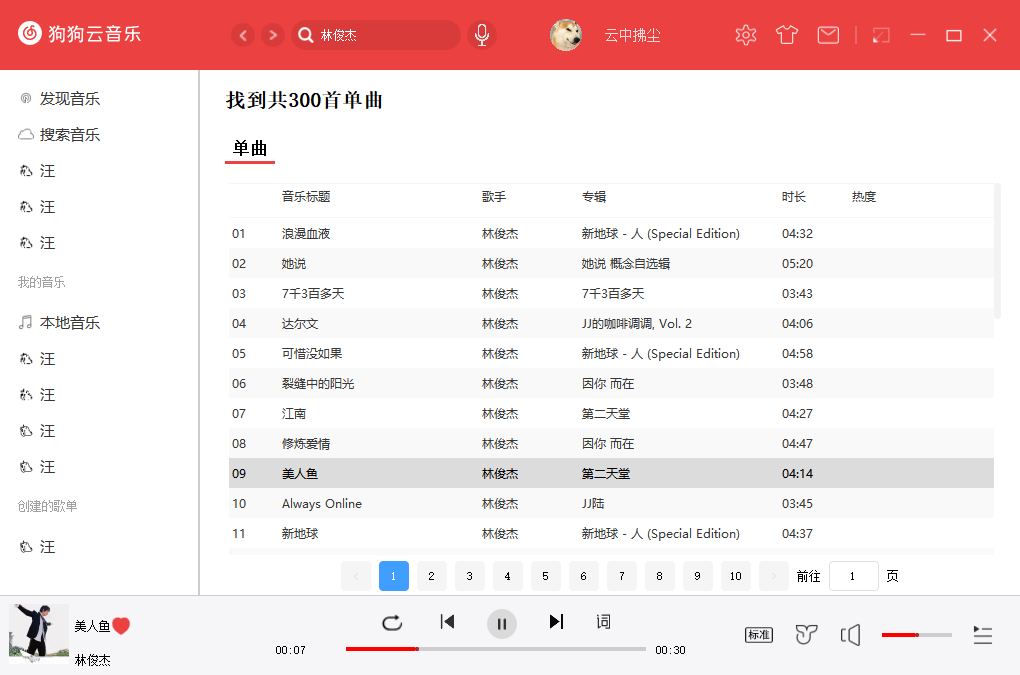 狗狗云音乐
林俊杰
云中拂尘
发现音乐
搜索音乐
汪
汪
汪
我的音乐
本地音乐
汪
汪
汪
汪
创建的歌单
汪
找到共300首单曲
单曲
音乐标题 歌手 专辑 时长 热度
01 浪漫血液 林俊杰 新地球 - 人 (Special Edition) 04:32
02 她说 林俊杰 她说 概念自选辑 05:20
03 7千3百多天 林俊杰 7千3百多天 03:43
04 达尔文 林俊杰 JJ的咖啡调调, Vol. 2 04:06
05 可惜没如果 林俊杰 新地球 - 人 (Special Edition) 04:58
06 裂缝中的阳光 林俊杰 因你 而在 03:48
07 江南 林俊杰 第二天堂 04:27
08 修炼爱情 林俊杰 因你 而在 04:47
09 美人鱼 林俊杰 第二天堂 04:14
10 Always Online 林俊杰 JJ陆 03:45
11 新地球 林俊杰 新地球 - 人 (Special Edition) 04:37
< 1 2 3 4 5 6 7 8 9 10 > 前往 1 页
美人鱼
林俊杰
词
00:07 00:30
标准